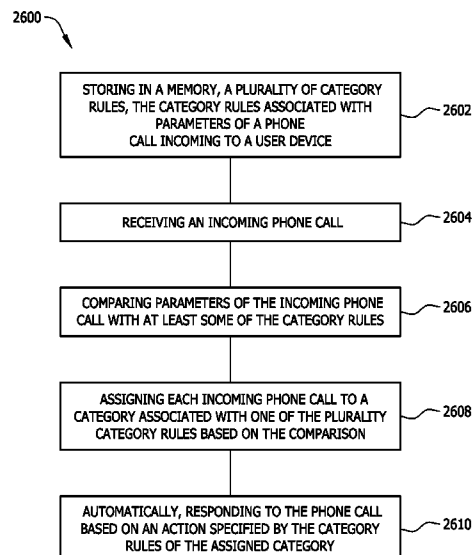 2600
STORING IN A MEMORY, A PLURALITY OF CATEGORY
RULES, THE CATEGORY RULES ASSOCIATED WITH
PARAMETERS OF A PHONE
CALL INCOMING TO A USER DEVICE
2602
RECEIVING AN INCOMING PHONE CALL
2604
COMPARING PARAMETERS OF THE INCOMING PHONE
CALL WITH AT LEAST SOME OF THE CATEGORY RULES
2606
ASSIGNING EACH INCOMING PHONE CALL TO A
CATEGORY ASSOCIATED WITH ONE OF THE PLURALITY
CATEGORY RULES BASED ON THE COMPARISON
2608
AUTOMATICALLY, RESPONDING TO THE PHONE CALL
BASED ON AN ACTION SPECIFIED BY THE CATEGORY
RULES OF THE ASSIGNED CATEGORY
2610